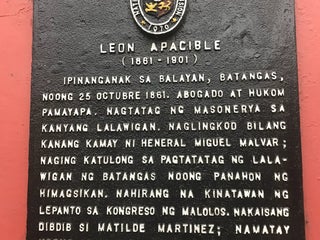 1970
LEON APACIBLE
(1861 - 1901)
IPINANGANAK SA BALAYAN, BATANGAS,
NOONG 25 OCTUBRE 1861. ABOGADO AT HUKOM
PAMAYAPA. NAGTATAG NG MASONERYA SA
KANYANG LALAWIGAN. NAGLINGKOD BILANG
KANANG KAMAY NI HENERAL MIGUEL MALVAR;
NAGING KATULONG SA PAGTATATAG NG LALA-
WIGAN NG BATANGAS NOONG PANAHON NG
HIMAGSIKAN. NAHIRANG NA KINATAWAN NG
LEPANTO SA KONGRESO NG MALOLOS. NAKAISANG
DIBDIB SI MATILDE MARTINEZ; NAMATAY